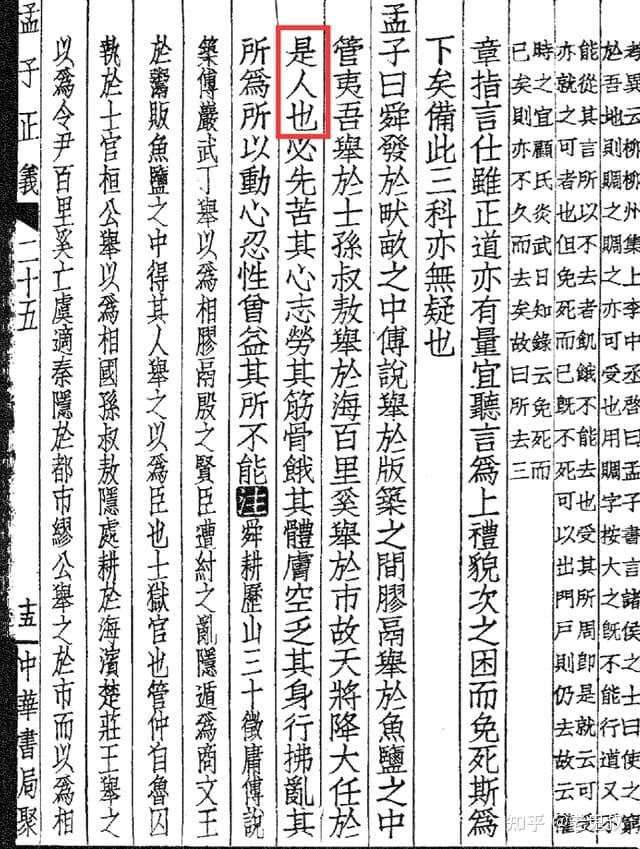 考異云柳柳州集上李中丞啓曰孟子書言諸侯之士曰使之窮
於吾地則賙之賙之亦可受也用賙字按大之既不能行道又不
能從其言所以不去者飢餓不能去也受其所周卽是就云可受
亦就之可者也但免死而已既不死可以出門戶則仍去故云權
時之宜顧氏炎武日知錄云免死而
已矣則亦不久而去矣故曰所去三
章指言仕雖正道亦有量宜聽言爲上禮貌次之困而免死斯爲
下矣備此三科亦無疑也
孟子曰舜發於畎畝之中傅說舉於版築之間膠鬲舉於魚鹽之中
管夷吾舉於士孫叔敖舉於海百里奚舉於市故天將降大任於
是人也必先苦其心志勞其筋骨餓其體膚空乏其身行拂亂其
所爲所以動心忍性曾益其所不能注舜耕歷山三十徵庸傅說
築傅巖武丁舉以爲相膠鬲殷之賢臣遭紂之亂隱遁爲商文王
於鬻販魚鹽之中得其人舉之以爲臣也士獄官也管仲自魯囚
執於士官桓公舉以爲相國孫叔敖隱處耕於海濱楚莊王舉之
以爲令尹百里奚亡虞適秦隱於都市繆公舉之於市而以爲相
孟子正義 二十五 十五 中華書局聚
知乎